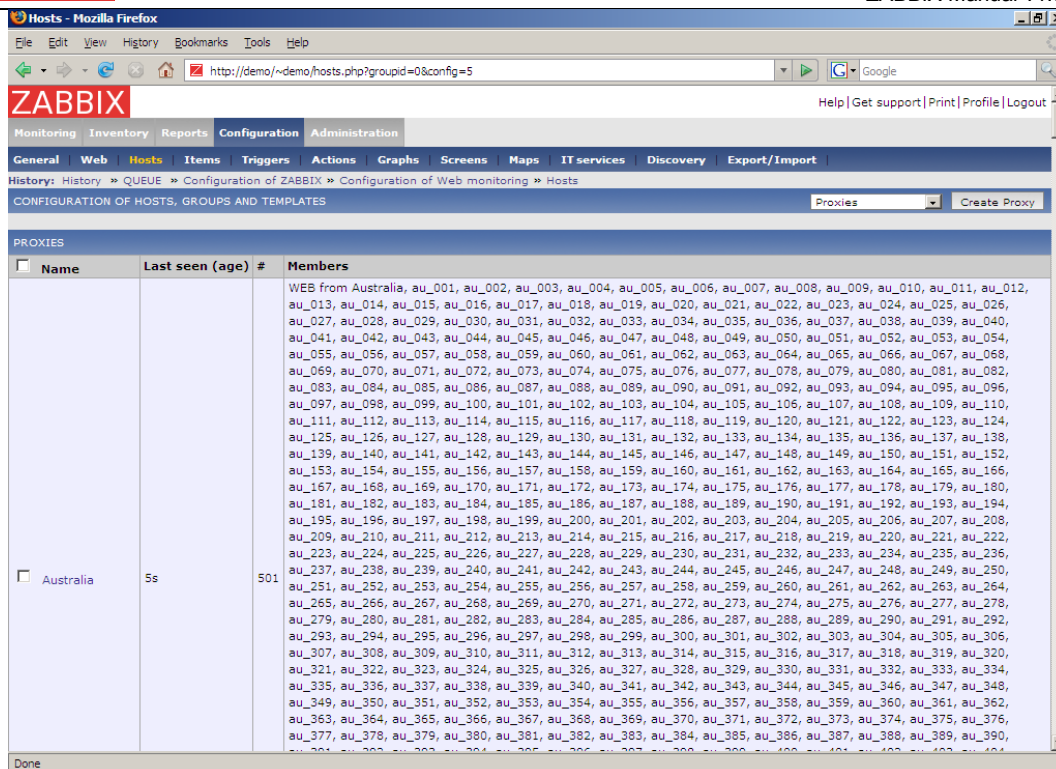 Hosts - Mozilla Firefox
File Edit View History Bookmarks Tools Help
http://demo/~demo/hosts.php?groupid=0&config=5 G Google
ZABBIX Help|Get support|Print|Profile|Logout
Monitoring Inventory Reports Configuration Administration
General | Web | Hosts | Items | Triggers | Actions | Graphs | Screens | Maps | IT services | Discovery | Export/Import |
History: History » QUEUE » Configuration of ZABBIX » Configuration of Web monitoring » Hosts
CONFIGURATION OF HOSTS, GROUPS AND TEMPLATES Proxies Create Proxy
PROXIES
Name Last seen (age) # Members
WEB from Australia, au_001, au_002, au_003, au_004, au_005, au_006, au_007, au_008, au_009, au_010, au_011, au_012,
au_013, au_014, au_015, au_016, au_017, au_018, au_019, au_020, au_021, au_022, au_023, au_024, au_025, au_026,
au_027, au_028, au_029, au_030, au_031, au_032, au_033, au_034, au_035, au_036, au_037, au_038, au_039, au_040,
au_041, au_042, au_043, au_044, au_045, au_046, au_047, au_048, au_049, au_050, au_051, au_052, au_053, au_054,
au_055, au_056, au_057, au_058, au_059, au_060, au_061, au_062, au_063, au_064, au_065, au_066, au_067, au_068,
au_069, au_070, au_071, au_072, au_073, au_074, au_075, au_076, au_077, au_078, au_079, au_080, au_081, au_082,
au_083, au_084, au_085, au_086, au_087, au_088, au_089, au_090, au_091, au_092, au_093, au_094, au_095, au_096,
au_097, au_098, au_099, au_100, au_101, au_102, au_103, au_104, au_105, au_106, au_107, au_108, au_109, au_110,
au_111, au_112, au_113, au_114, au_115, au_116, au_117, au_118, au_119, au_120, au_121, au_122, au_123, au_124,
au_125, au_126, au_127, au_128, au_129, au_130, au_131, au_132, au_133, au_134, au_135, au_136, au_137, au_138,
au_139, au_140, au_141, au_142, au_143, au_144, au_145, au_146, au_147, au_148, au_149, au_150, au_151, au_152,
au_153, au_154, au_155, au_156, au_157, au_158, au_159, au_160, au_161, au_162, au_163, au_164, au_165, au_166,
au_167, au_168, au_169, au_170, au_171, au_172, au_173, au_174, au_175, au_176, au_177, au_178, au_179, au_180,
au_181, au_182, au_183, au_184, au_185, au_186, au_187, au_188, au_189, au_190, au_191, au_192, au_193, au_194,
au_195, au_196, au_197, au_198, au_199, au_200, au_201, au_202, au_203, au_204, au_205, au_206, au_207, au_208,
au_209, au_210, au_211, au_212, au_213, au_214, au_215, au_216, au_217, au_218, au_219, au_220, au_221, au_222,
au_223, au_224, au_225, au_226, au_227, au_228, au_229, au_230, au_231, au_232, au_233, au_234, au_235, au_236,
au_237, au_238, au_239, au_240, au_241, au_242, au_243, au_244, au_245, au_246, au_247, au_248, au_249, au_250,
Australia 5s 501
au_251, au_252, au_253, au_254, au_255, au_256, au_257, au_258, au_259, au_260, au_261, au_262, au_263, au_264,
au_265, au_266, au_267, au_268, au_269, au_270, au_271, au_272, au_273, au_274, au_275, au_276, au_277, au_278,
au_279, au_280, au_281, au_282, au_283, au_284, au_285, au_286, au_287, au_288, au_289, au_290, au_291, au_292,
au_293, au_294, au_295, au_296, au_297, au_298, au_299, au_300, au_301, au_302, au_303, au_304, au_305, au_306,
au_307, au_308, au_309, au_310, au_311, au_312, au_313, au_314, au_315, au_316, au_317, au_318, au_319, au_320,
au_321, au_322, au_323, au_324, au_325, au_326, au_327, au_328, au_329, au_330, au_331, au_332, au_333, au_334,
au_335, au_336, au_337, au_338, au_339, au_340, au_341, au_342, au_343, au_344, au_345, au_346, au_347, au_348,
au_349, au_350, au_351, au_352, au_353, au_354, au_355, au_356, au_357, au_358, au_359, au_360, au_361, au_362,
au_363, au_364, au_365, au_366, au_367, au_368, au_369, au_370, au_371, au_372, au_373, au_374, au_375, au_376,
au_377, au_378, au_379, au_380, au_381, au_382, au_383, au_384, au_385, au_386, au_387, au_388, au_389, au_390,
Done